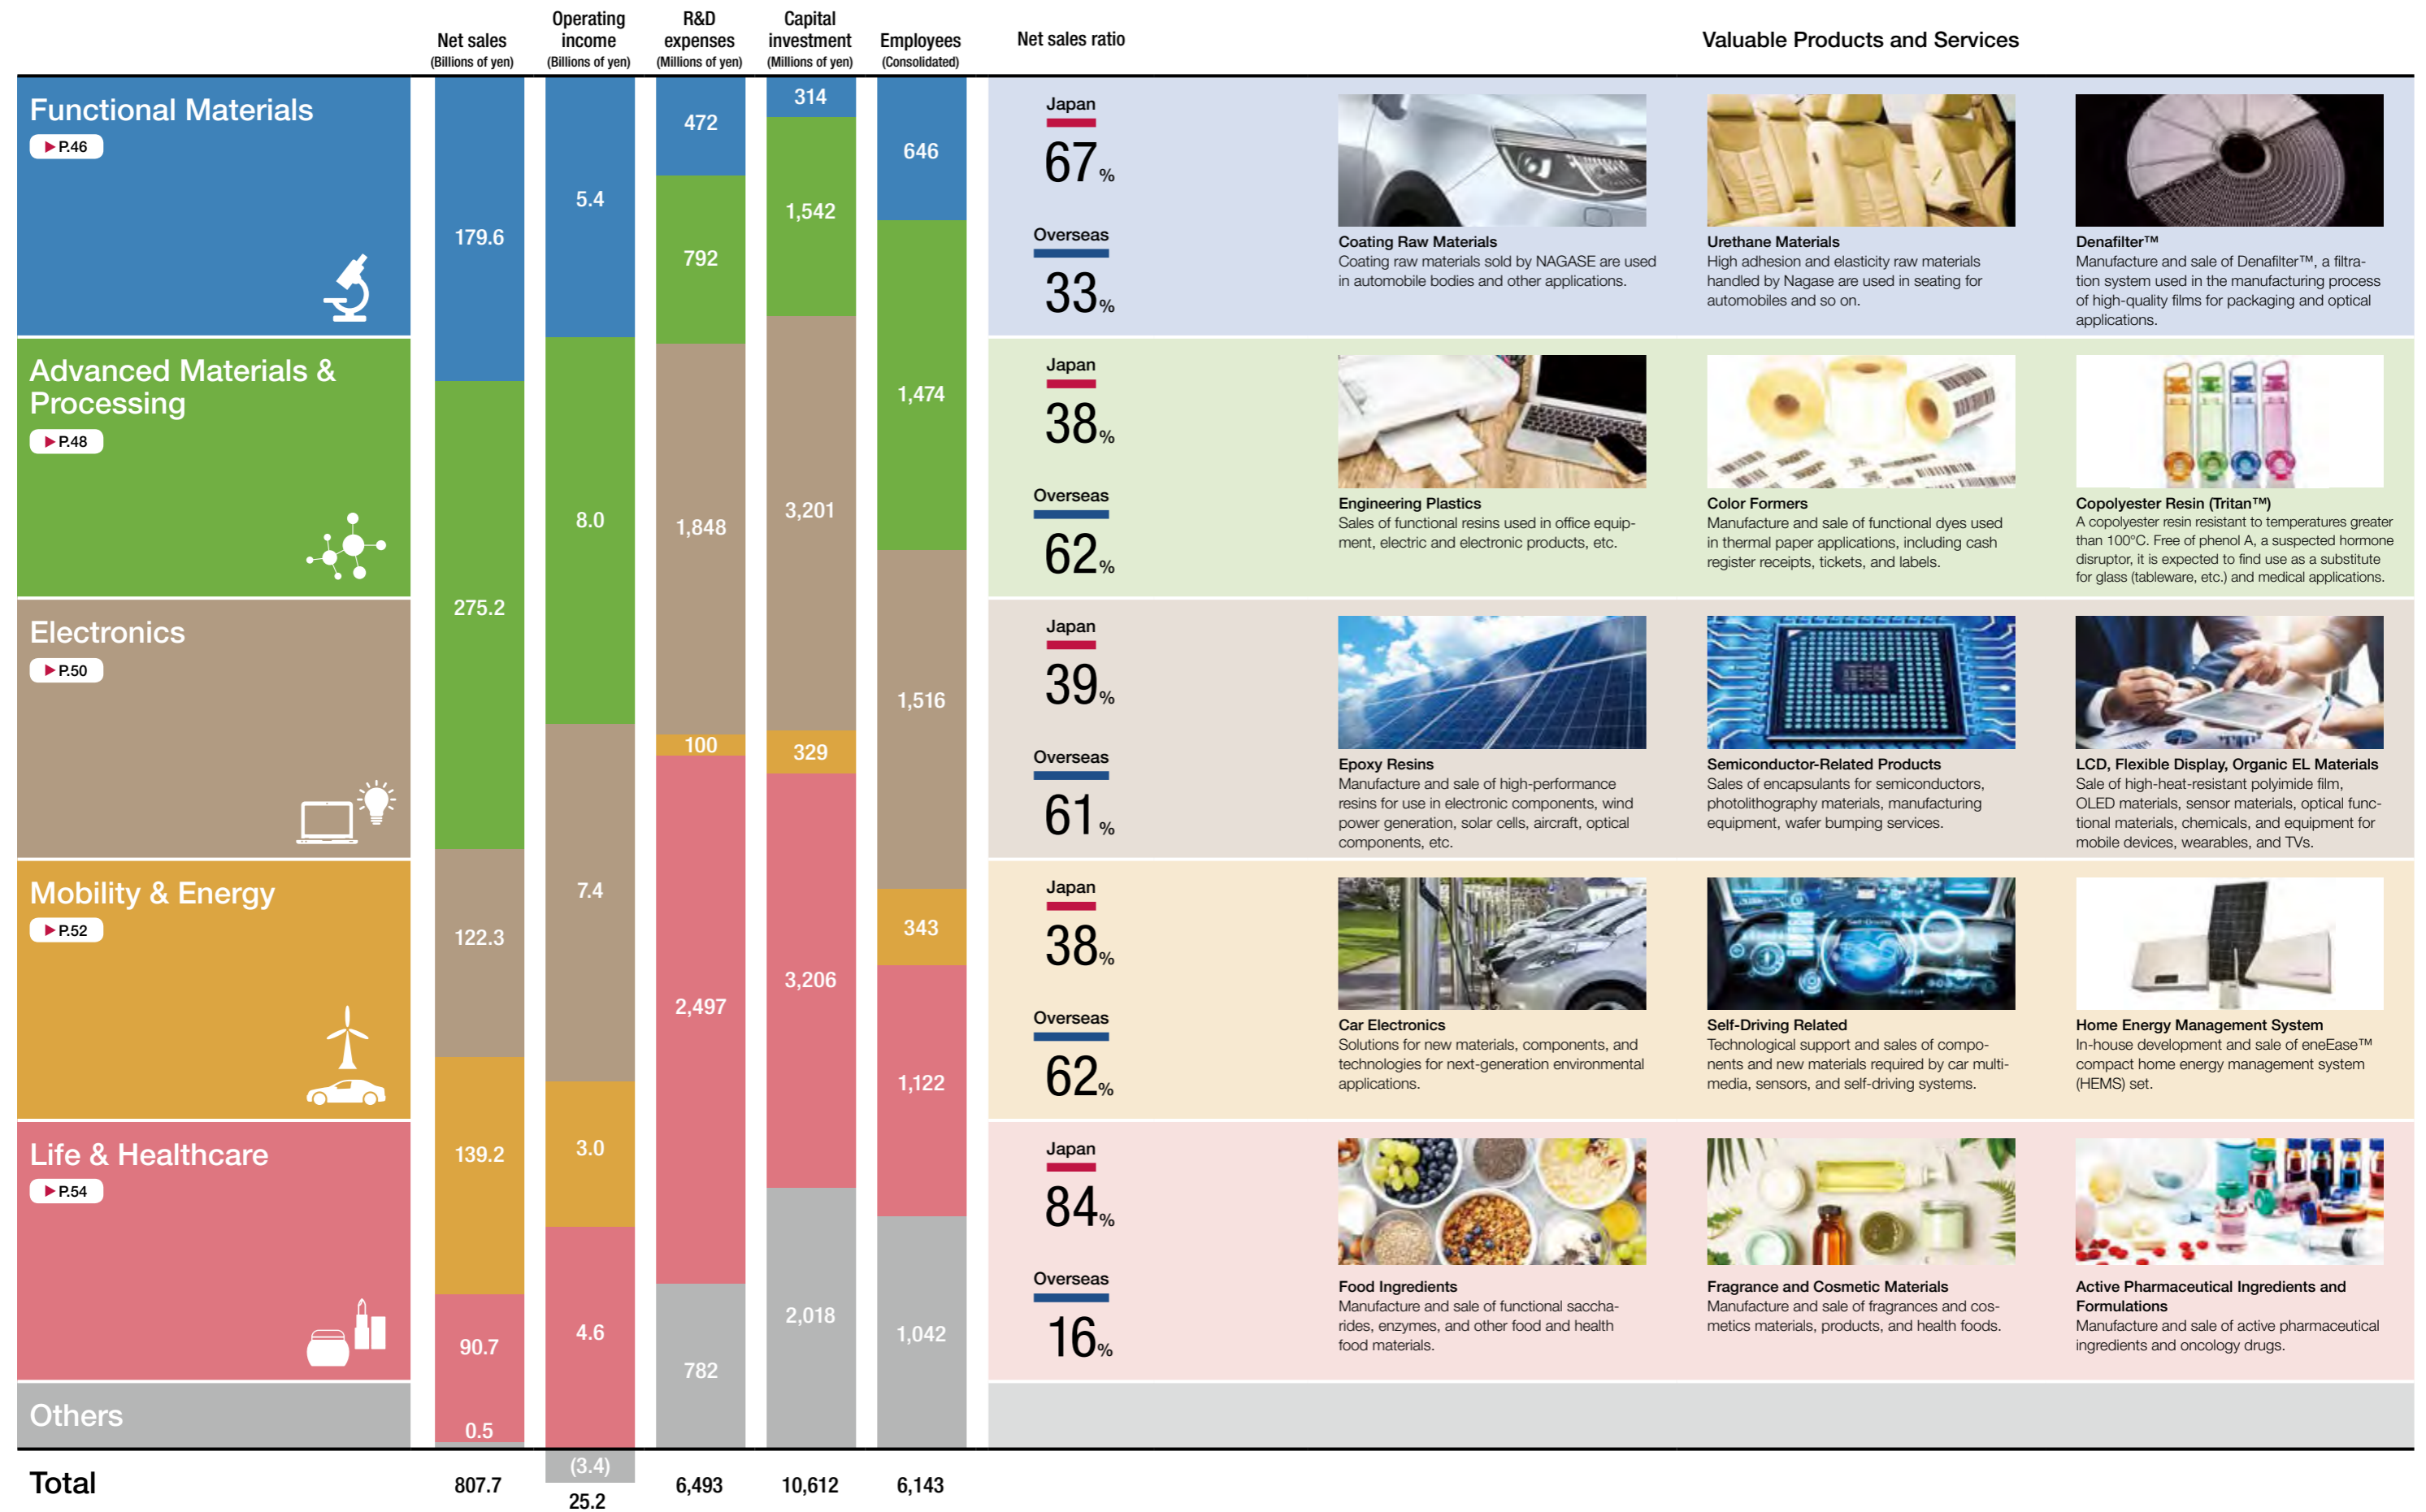 Net sales
(Billions of yen)
Operating
income
(Billions of yen)
R&D
expenses
(Millions of yen)
Capital
investment
(Millions of yen)
Employees
(Consolidated)
Net sales ratio
Valuable Products and Services
Functional Materials
▶P.46
179.6
5.4
472
314
646
Japan
67%
Overseas
33%
Coating Raw Materials
Coating raw materials sold by NAGASE are used
in automobile bodies and other applications.
Urethane Materials
High adhesion and elasticity raw materials
handled by Nagase are used in seating for
automobiles and so on.
Denafilter™
Manufacture and sale of Denafilter™, a filtra-
tion system used in the manufacturing process
of high-quality films for packaging and optical
applications.
Advanced Materials &
Processing
▶P.48
275.2
8.0
792
1,542
1,474
Japan
38%
Overseas
62%
Engineering Plastics
Sales of functional resins used in office equip-
ment, electric and electronic products, etc.
Color Formers
Manufacture and sale of functional dyes used
in thermal paper applications, including cash
register receipts, tickets, and labels.
Copolyester Resin (Tritan™)
A copolyester resin resistant to temperatures greater
than 100°C. Free of phenol A, a suspected hormone
disruptor, it is expected to find use as a substitute
for glass (tableware, etc.) and medical applications.
Electronics
▶P.50
122.3
7.4
1,848
3,201
1,516
Japan
39%
Overseas
61%
Epoxy Resins
Manufacture and sale of high-performance
resins for use in electronic components, wind
power generation, solar cells, aircraft, optical
components, etc.
Semiconductor-Related Products
Sales of encapsulants for semiconductors,
photolithography materials, manufacturing
equipment, wafer bumping services.
LCD, Flexible Display, Organic EL Materials
Sale of high-heat-resistant polyimide film,
OLED materials, sensor materials, optical func-
tional materials, chemicals, and equipment for
mobile devices, wearables, and TVs.
Mobility & Energy
▶P.52
139.2
3.0
100
329
343
Japan
38%
Overseas
62%
Car Electronics
Solutions for new materials, components, and
technologies for next-generation environmental
applications.
Self-Driving Related
Technological support and sales of compo-
nents and new materials required by car multi-
media, sensors, and self-driving systems.
Home Energy Management System
In-house development and sale of eneEase™
compact home energy management system
(HEMS) set.
Life & Healthcare
▶P.54
90.7
4.6
2,497
3,206
1,122
Japan
84%
Overseas
16%
Food Ingredients
Manufacture and sale of functional saccha-
rides, enzymes, and other food and health
food materials.
Fragrance and Cosmetic Materials
Manufacture and sale of fragrances and cos-
metics materials, products, and health foods.
Active Pharmaceutical Ingredients and
Formulations
Manufacture and sale of active pharmaceutical
ingredients and oncology drugs.
Others
0.5
(3.4)
782
2,018
1,042
Total
807.7
25.2
6,493
10,612
6,143